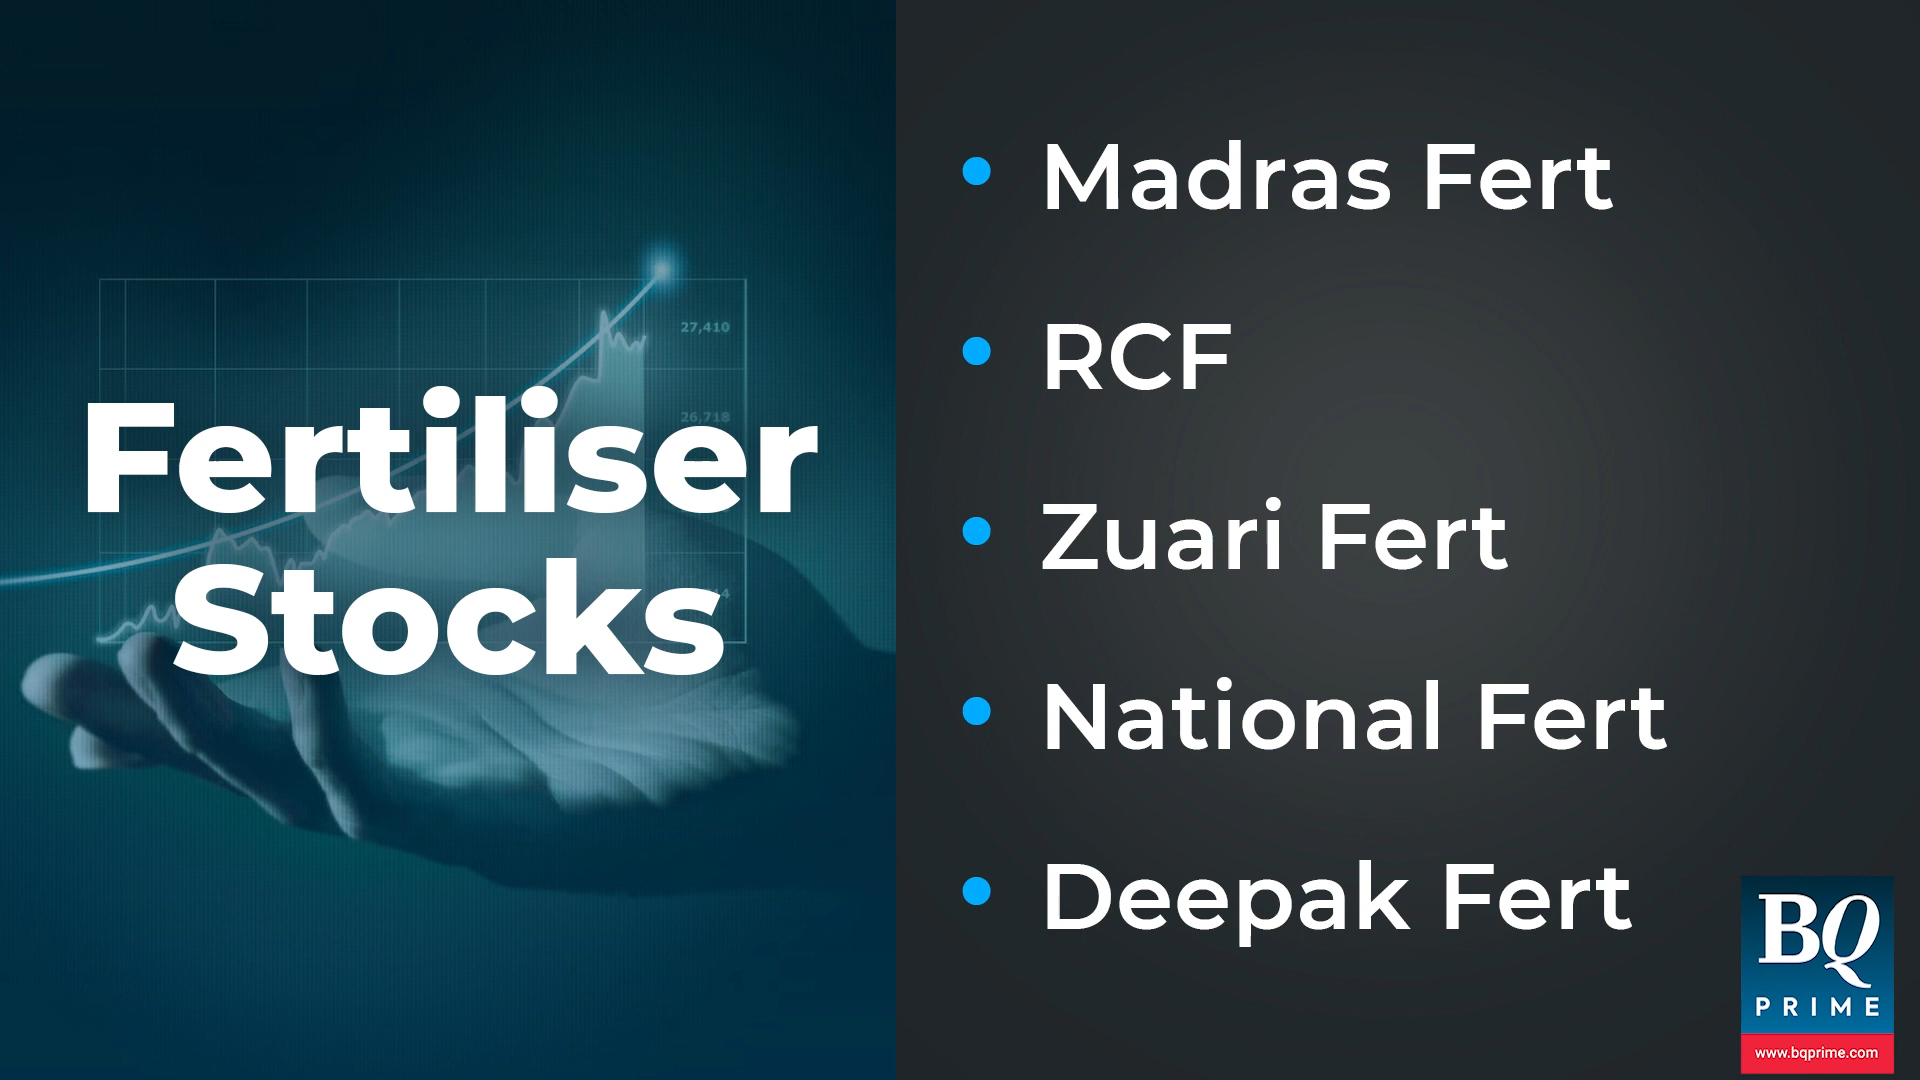 Fertiliser
Stocks
27,410
26,718
Madras Fert
RCF
Zuari Fert
National Fert
Deepak Fert
BQ
PRIME
www.bqprime.com